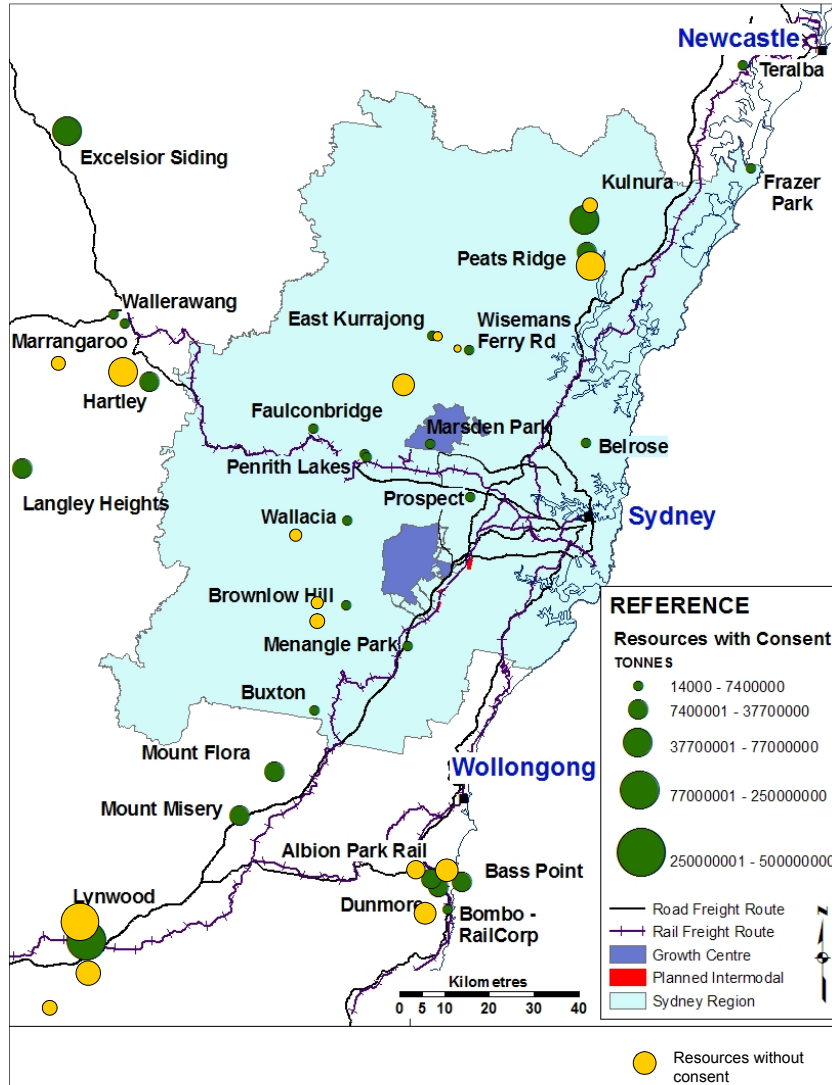 Newcastle
Teralba
Excelsior Siding
Kulnura
Frazer
Park
Peats Ridge
Wallerawang
East Kurrajong
Wisemans
Ferry Rd
Marrangaroo
Hartley
Faulconbridge
Marsden Park
Belrose
Penrith Lakes
Langley Heights
Prospect
Wallacia
Sydney
Brownlow Hill
Menangle Park
Buxton
Mount Flora
Wollongong
Mount Misery
Albion Park Rail
Bass Point
Lynwood
Dunmore
Bombo -
RailCorp
Kilometres
0 5 10 20 30 40
REFERENCE
Resources with Consent
TONNES
14000 - 7400000
7400001 - 37700000
37700001 - 77000000
77000001 - 250000000
250000001 - 500000000
Road Freight Route
Rail Freight Route
Growth Centre
Planned Intermodal
Sydney Region
N
Resources without
consent